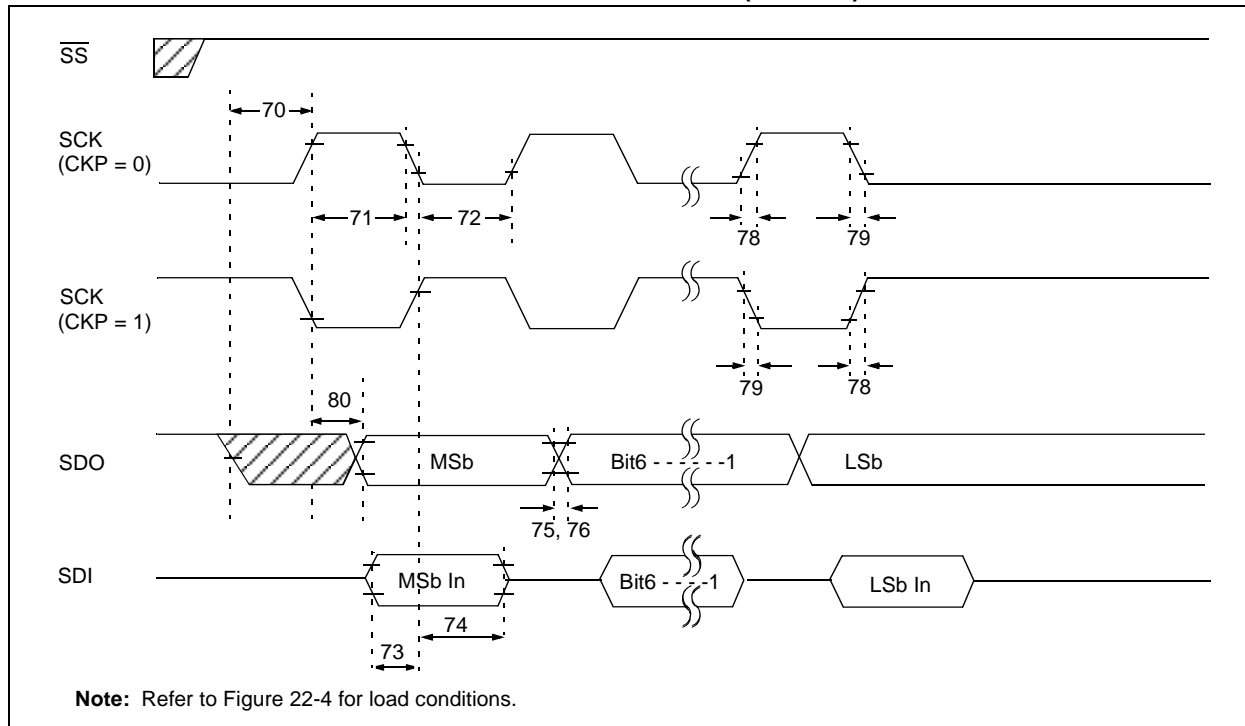 SS
70
SCK
(CKP = 0)
71
72
78
79
SCK
(CKP = 1)
79
78
80
SDO
MSb
Bit6 - - - - - -1
LSb
75, 76
SDI
MSb In
Bit6 - - - -1
LSb In
74
73
Note: Refer to Figure 22-4 for load conditions.